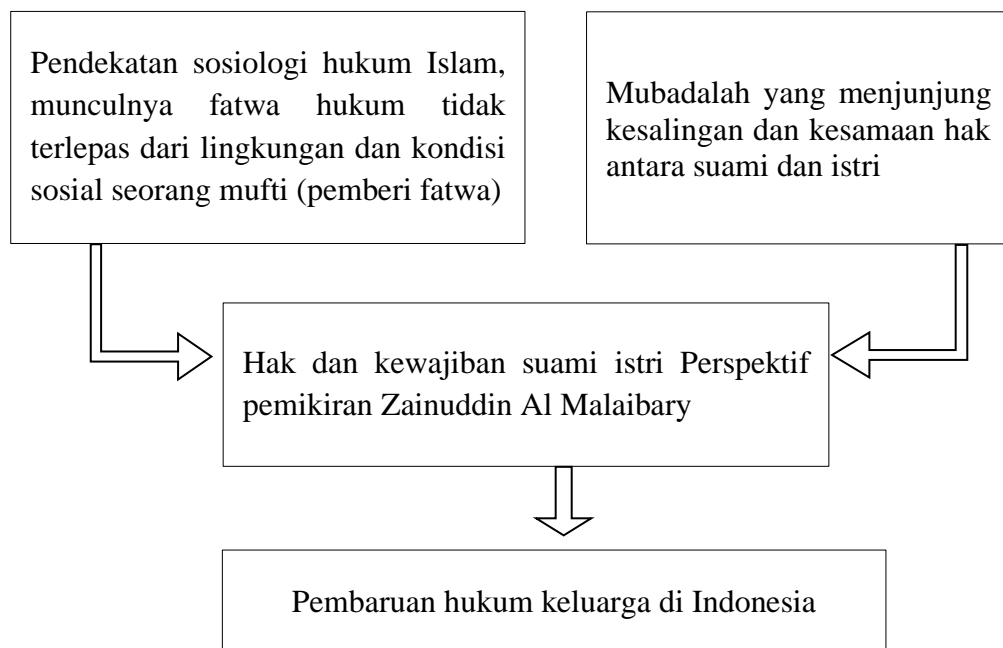 Pendekatan sosiologi hukum Islam,
munculnya fatwa hukum tidak
terlepas dari lingkungan dan kondisi
sosial seorang mufti (pemberi fatwa)
Mubadalah yang menjunjung
kesalingan dan kesamaan hak
antara suami dan istri
Hak dan kewajiban suami istri Perspektif
pemikiran Zainuddin Al Malaibary
Pembaruan hukum keluarga di Indonesia